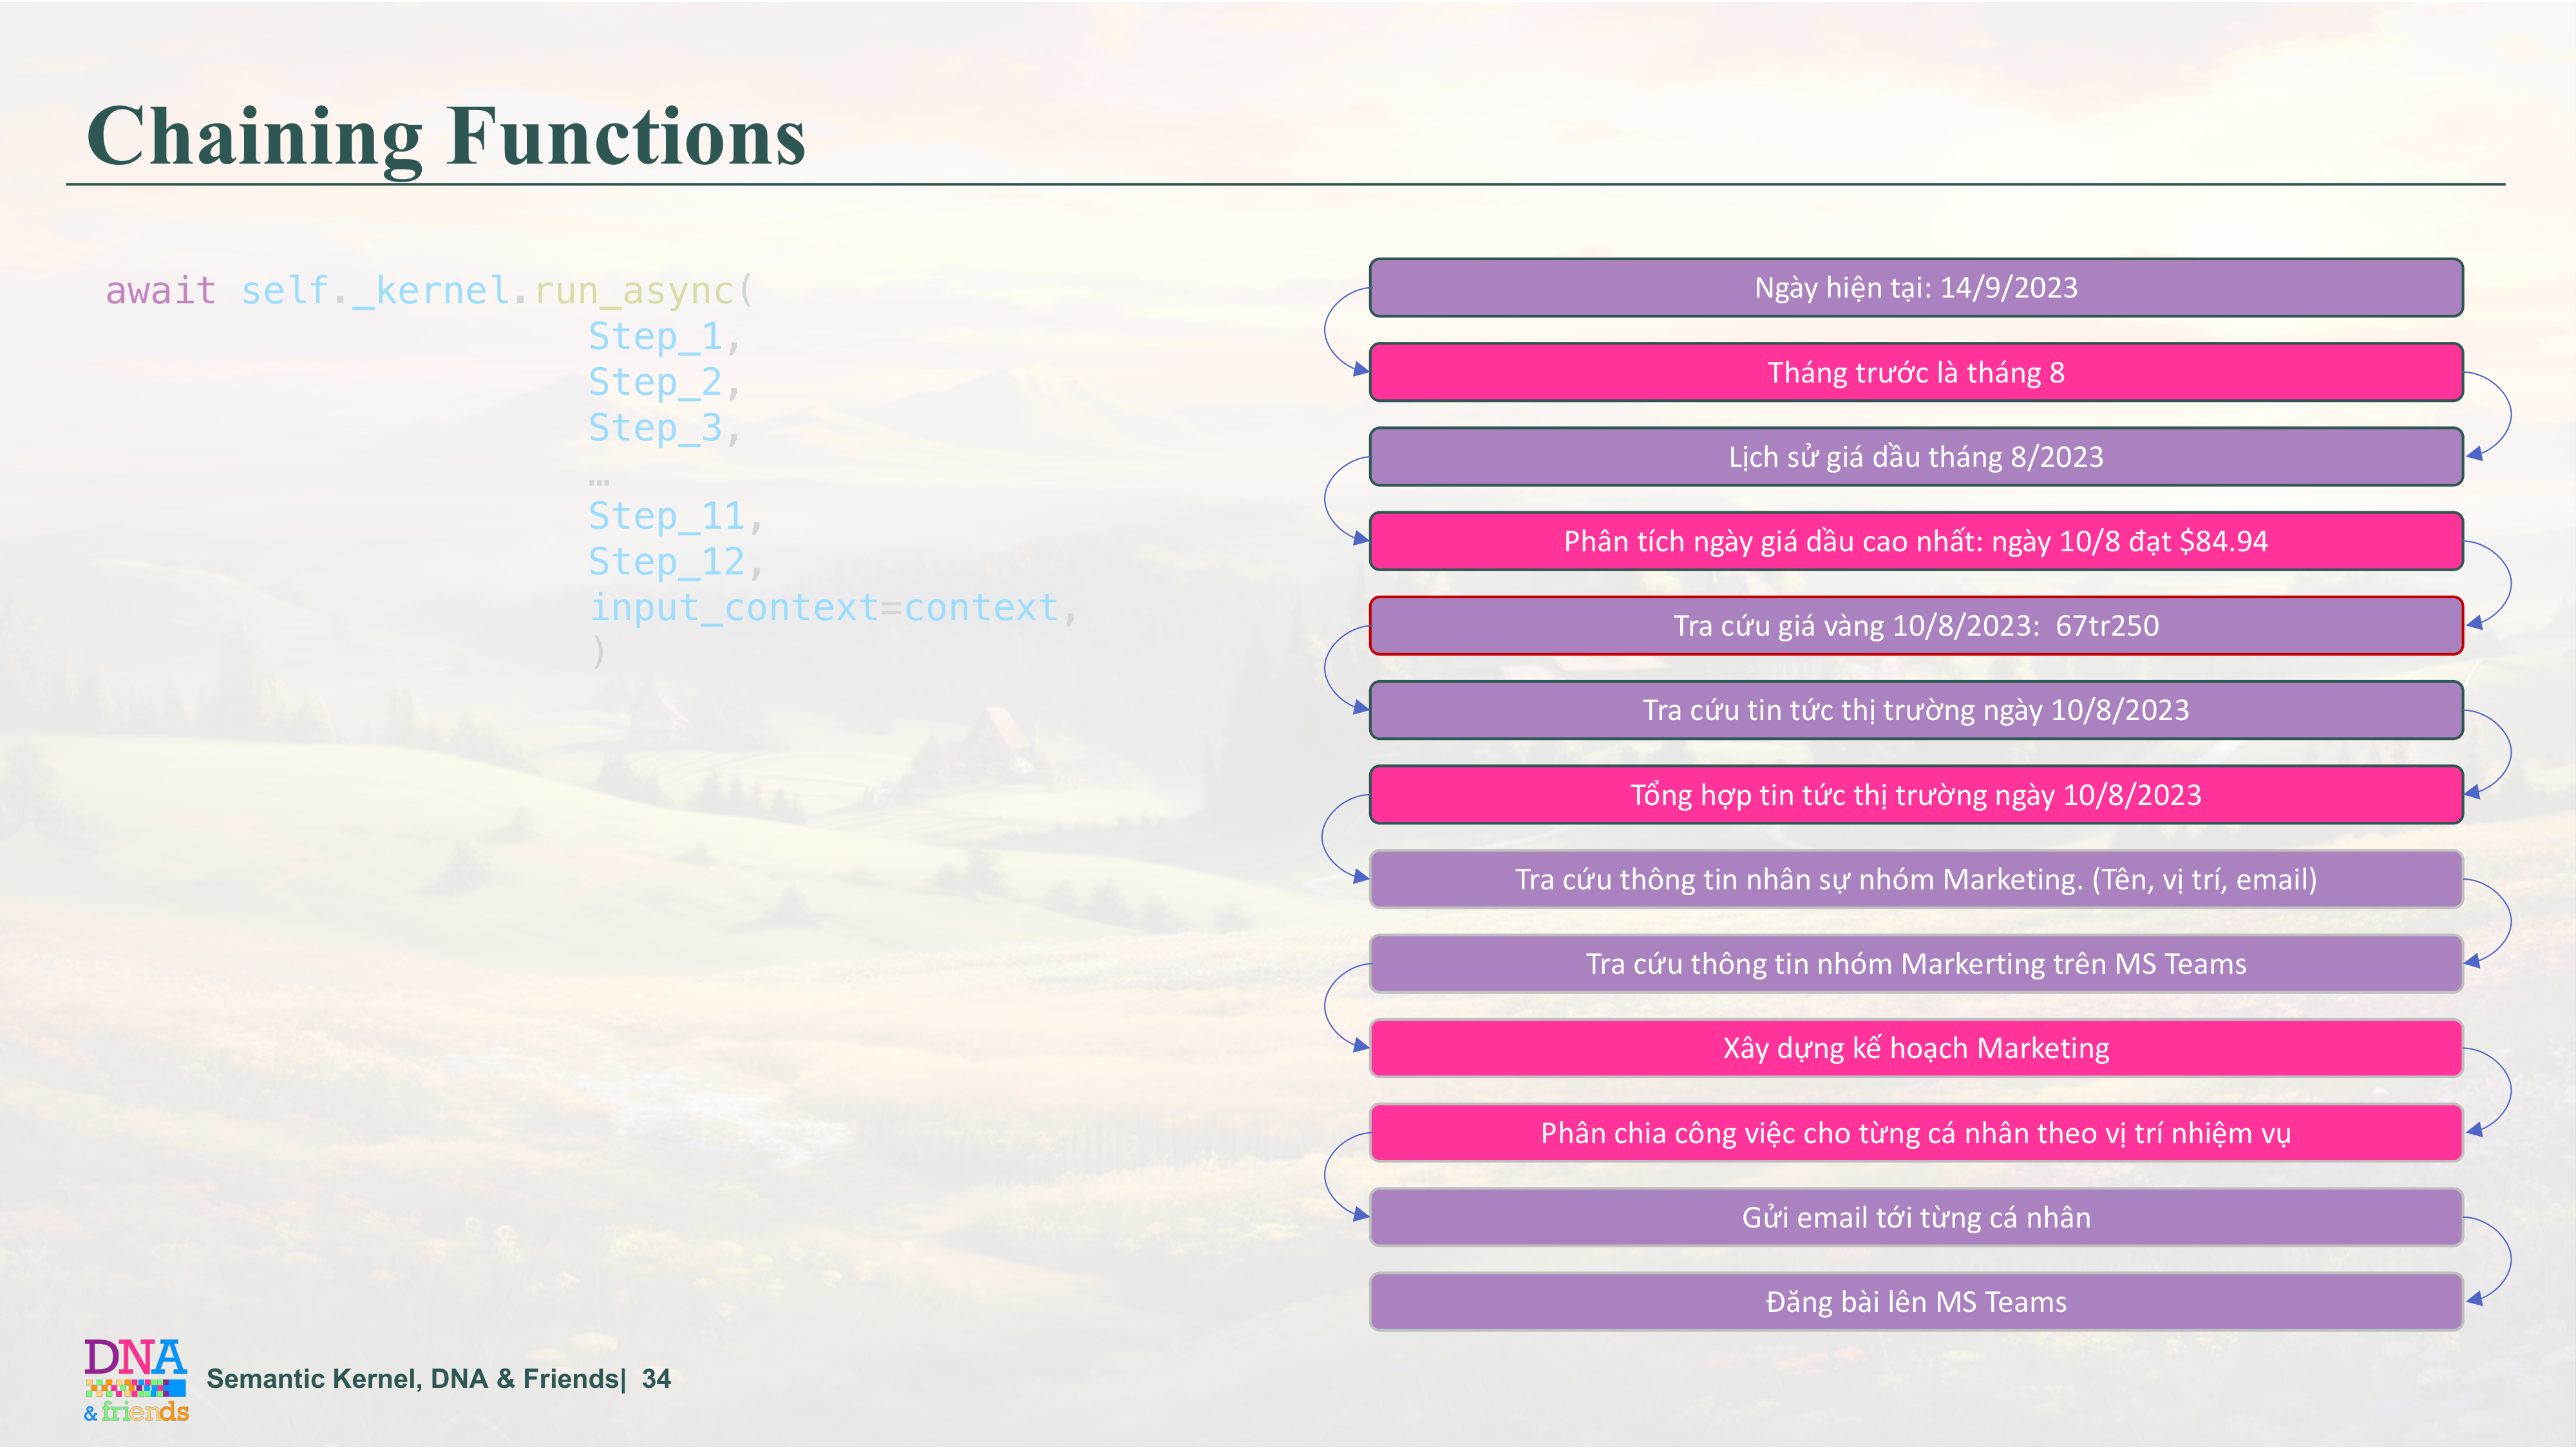 Chaining Functions
await self._kernel.run_async(
Step_1,
Step_2,
Step_3,
…
Step_11,
Step_12,
input_context=context,
)
Ngày hiện tại: 14/9/2023
Tháng trước là tháng 8
Lịch sử giá dầu tháng 8/2023
Phân tích ngày giá dầu cao nhất: ngày 10/8 đạt $84.94
Tra cứu giá vàng 10/8/2023:  67tr250
Tra cứu tin tức thị trường ngày 10/8/2023
Tổng hợp tin tức thị trường ngày 10/8/2023
Tra cứu thông tin nhân sự nhóm Marketing. (Tên, vị trí, email)
Tra cứu thông tin nhóm Markerting trên MS Teams
Xây dựng kế hoạch Marketing
Phân chia công việc cho từng cá nhân theo vị trí nhiệm vụ
Gửi email tới từng cá nhân
Đăng bài lên MS Teams
DNA
& friends
Semantic Kernel, DNA & Friends|  34